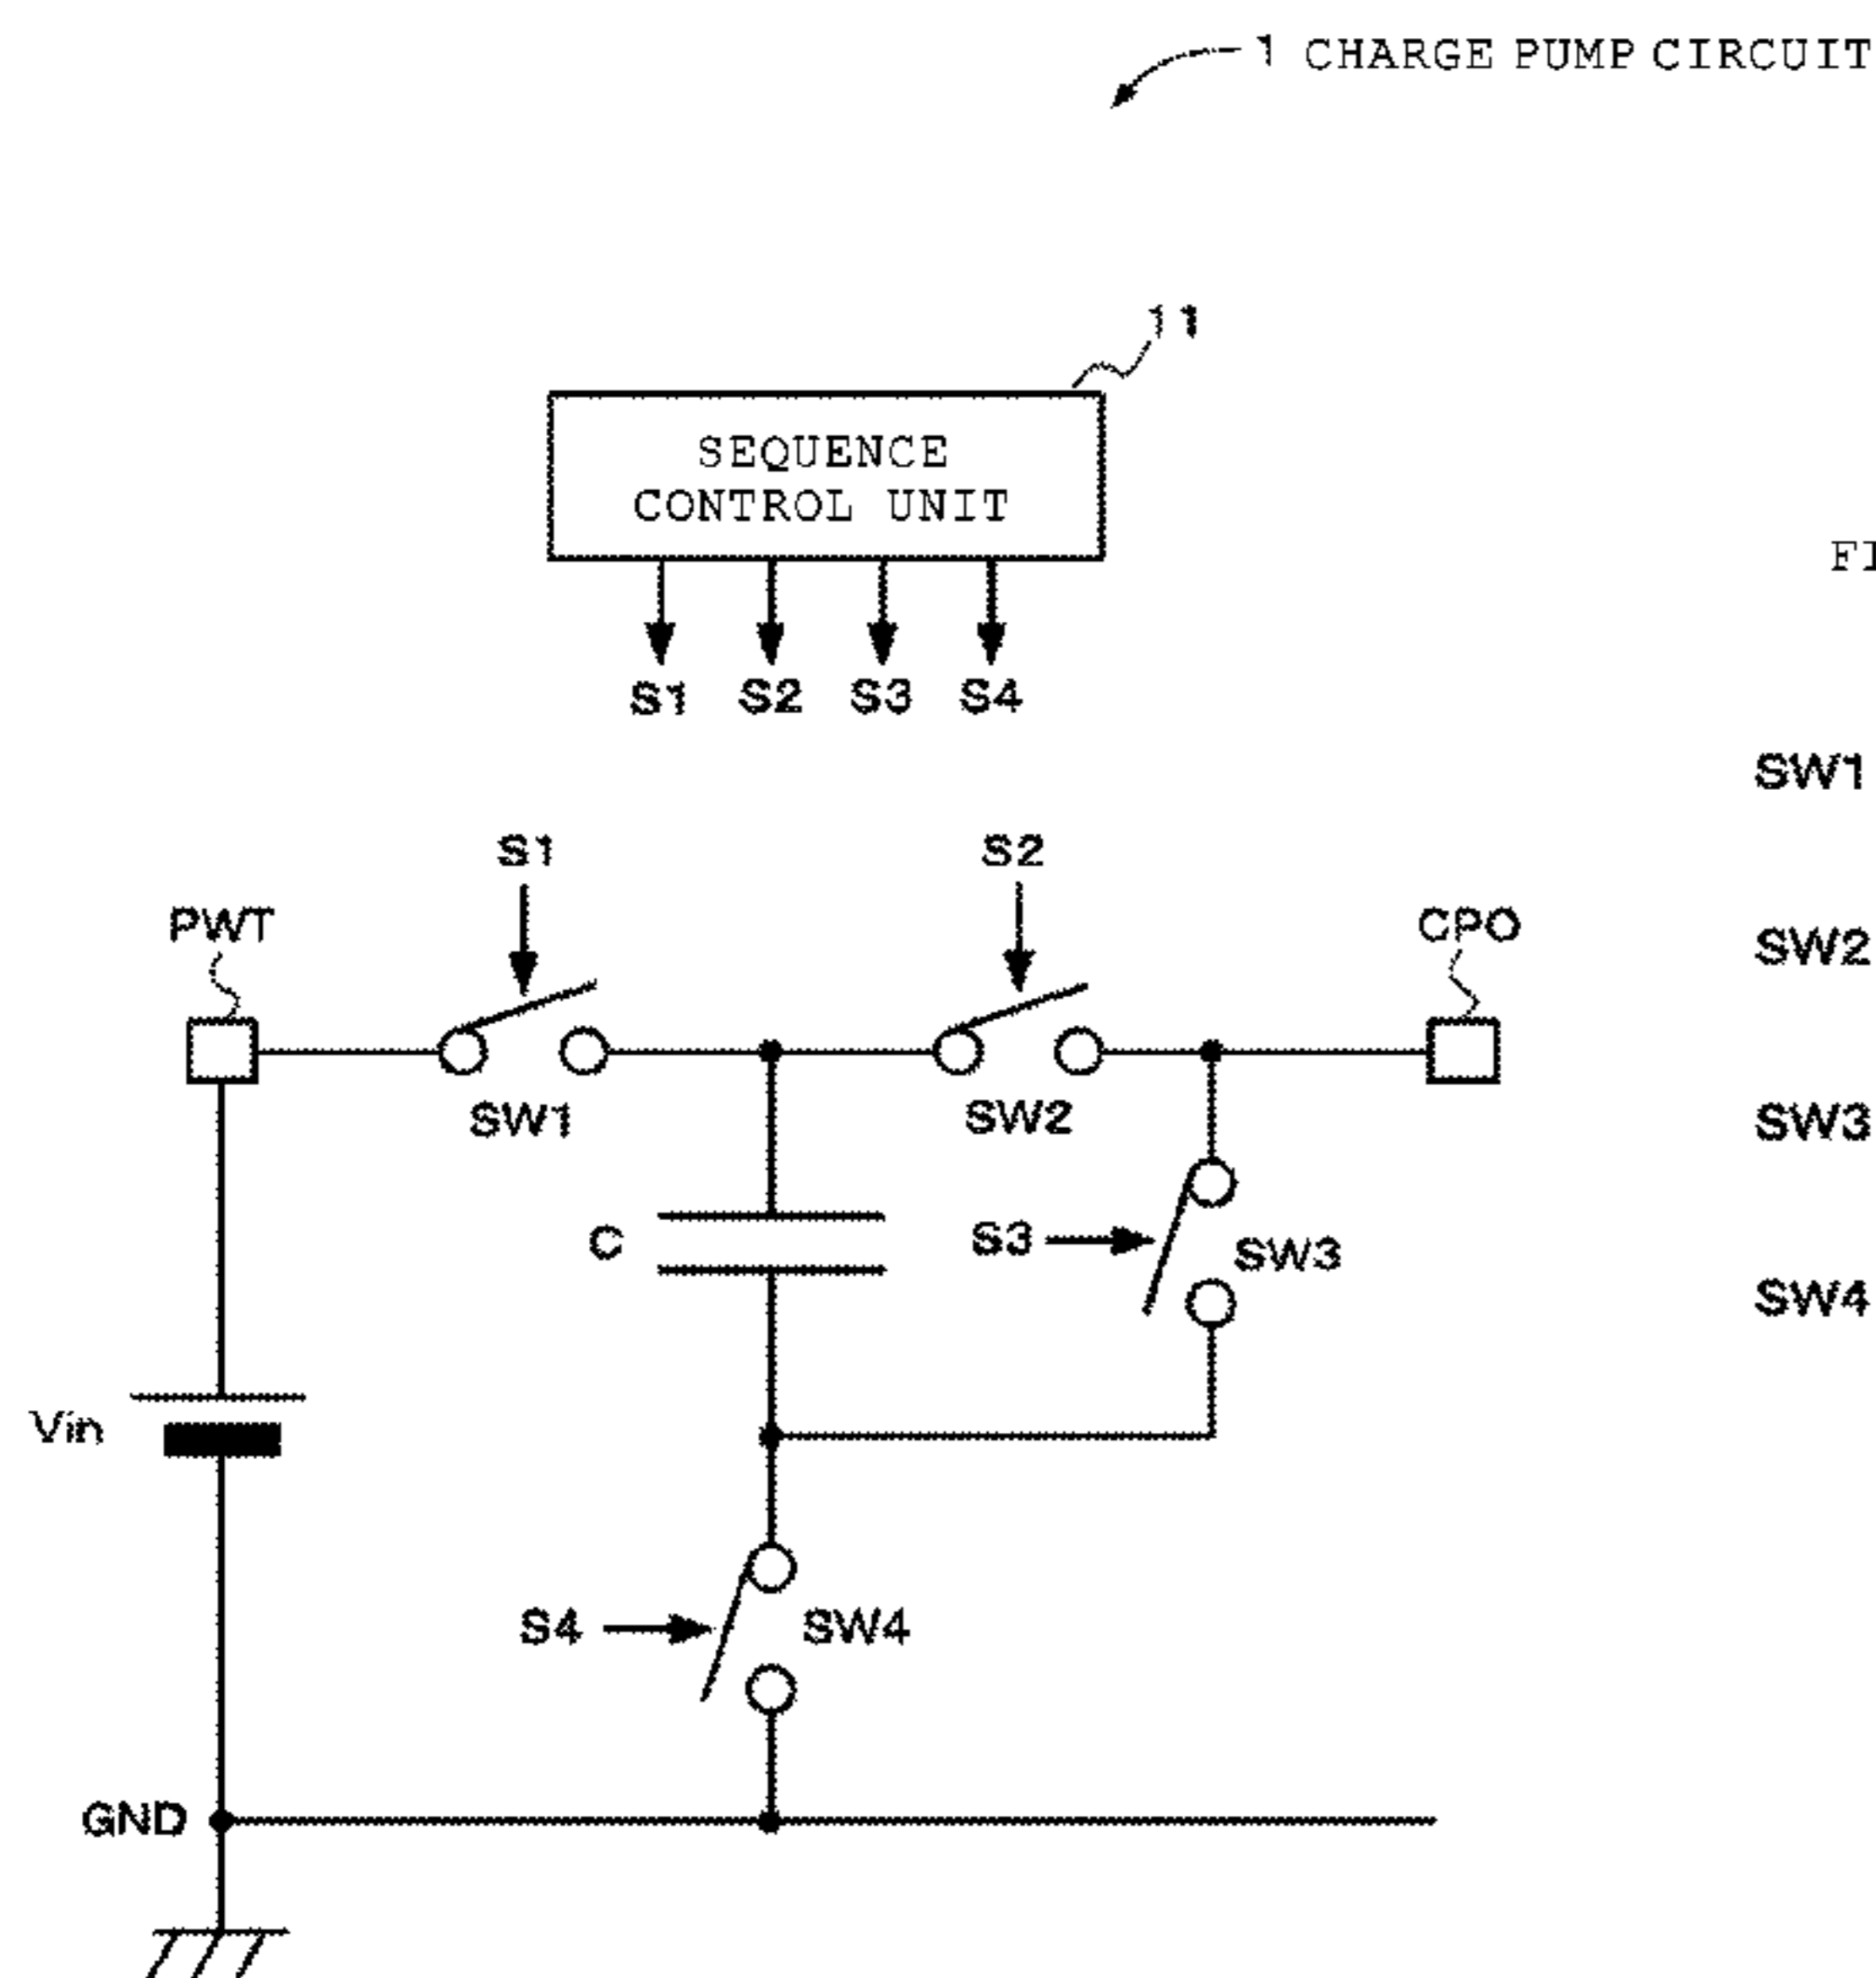 1 CHARGE PUMP CIRCUIT
11
SEQUENCE
CONTROL UNIT
S1 S2 S3 S4
FI
SW1
SW2
SW3
SW4
S1
S2
PWT
CPO
SW1
SW2
C
S3
SW3
Vin
S4
SW4
GND